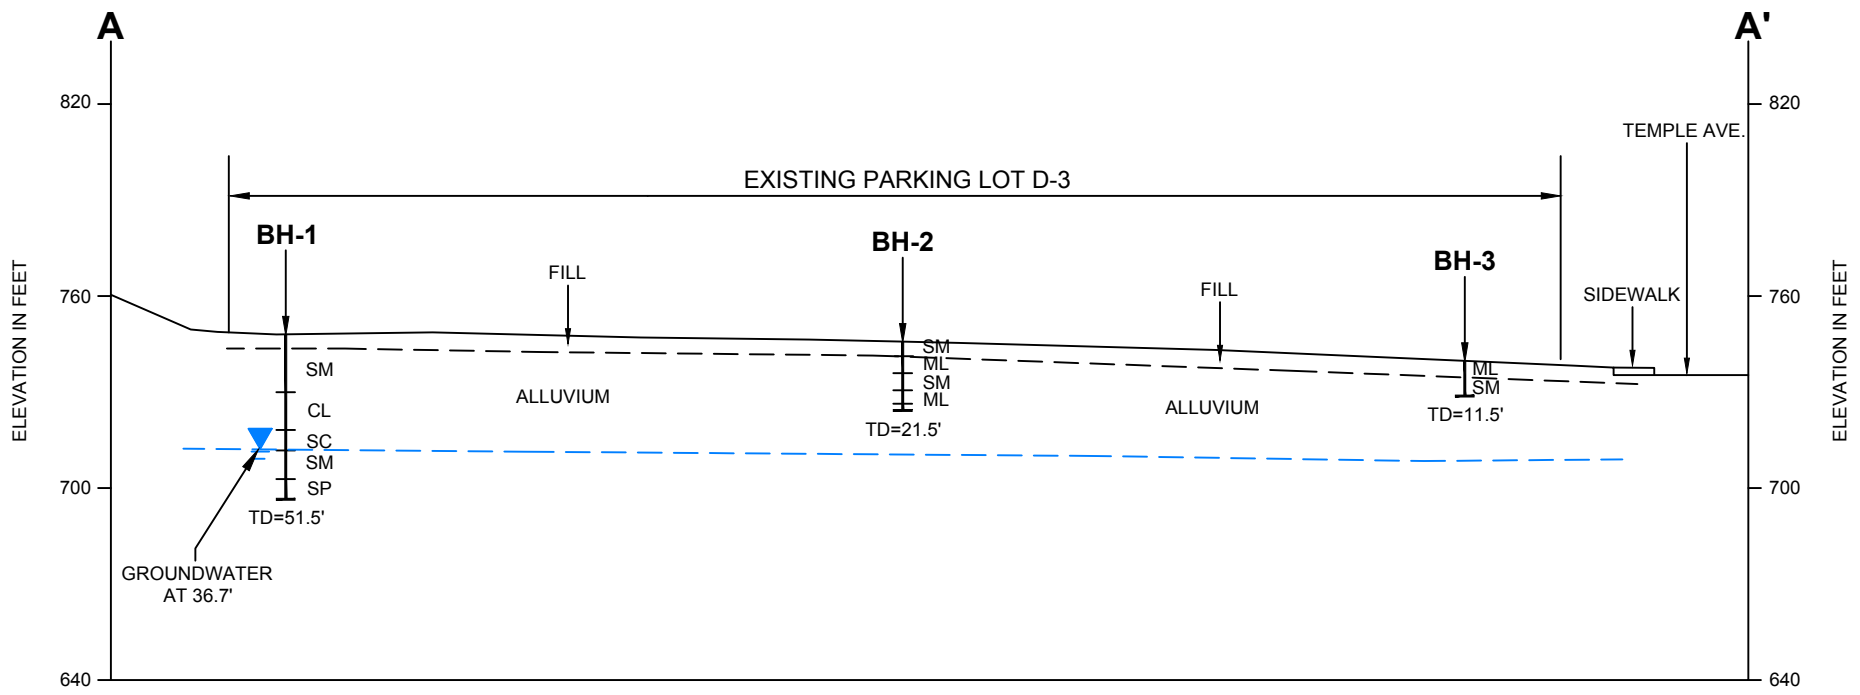 A
A'
820
820
TEMPLE AVE.
EXISTING PARKING LOT D-3
BH-1
BH-2
BH-3
FILL
FILL
SIDEWALK
760
760
ELEVATION IN FEET
ELEVATION IN FEET
SM
CL
SC
SM
SP
TD=51.5'
ALLUVIUM
SM
ML
SM
ML
TD=21.5'
ALLUVIUM
ML
SM
TD=11.5'
700
700
GROUNDWATER
AT 36.7'
640
640